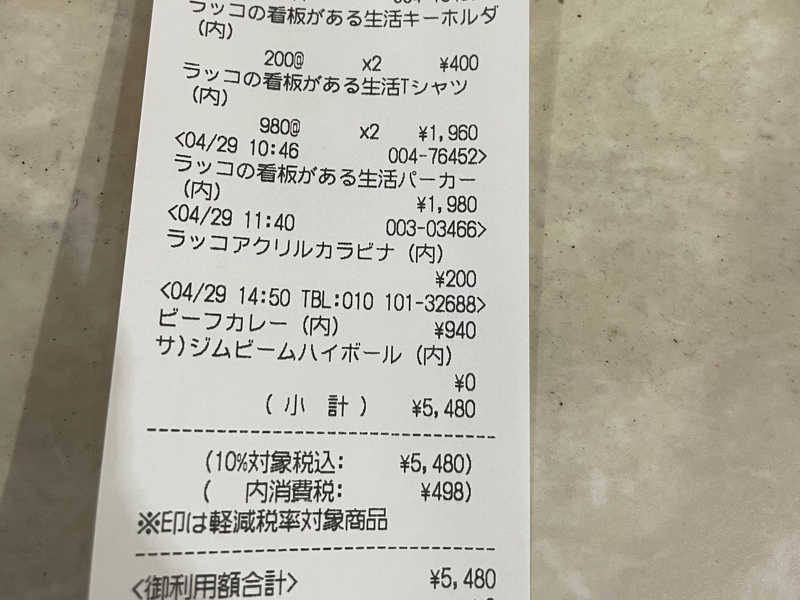 ラッコの看板がある生活キーホルダ
(内)
200@ x2 ¥400
ラッコの看板がある生活Tシャツ
(内)
980@ x2 ¥1,960
<04/29 10:46 004-76452>
ラッコの看板がある生活パーカー
(内)
¥1,980
<04/29 11:40 003-03466>
ラッコアクリルカラビナ (内)
¥200
<04/29 14:50 TBL:010 101-32688>
ビーフカレー (内) ¥940
サ)ジムビームハイボール (内)
¥0
( 小 計 ) ¥5,480
(10%対象税込: ¥5,480)
( 内消費税: ¥498)
※印は軽減税率対象商品
<御利用額合計> ¥5,480